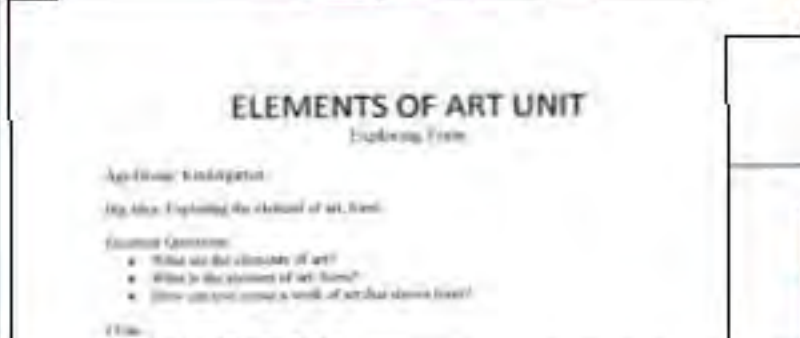 ELEMENTS OF ART UNIT
Exploring Form
Age Group: Kindergarten
Big Idea: Exploring the element of art, form.
Essential Questions:
• What are the elements of art?
• What is the element of art, form?
• How can you create a work of art that shows form?